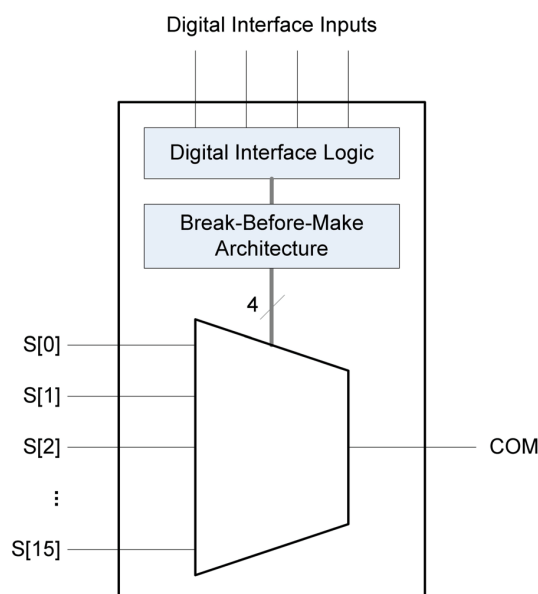 Digital Interface Inputs
Digital Interface Logic
Break-Before-Make
Architecture
4
S[0]
S[1]
S[2]
COM
...
S[15]